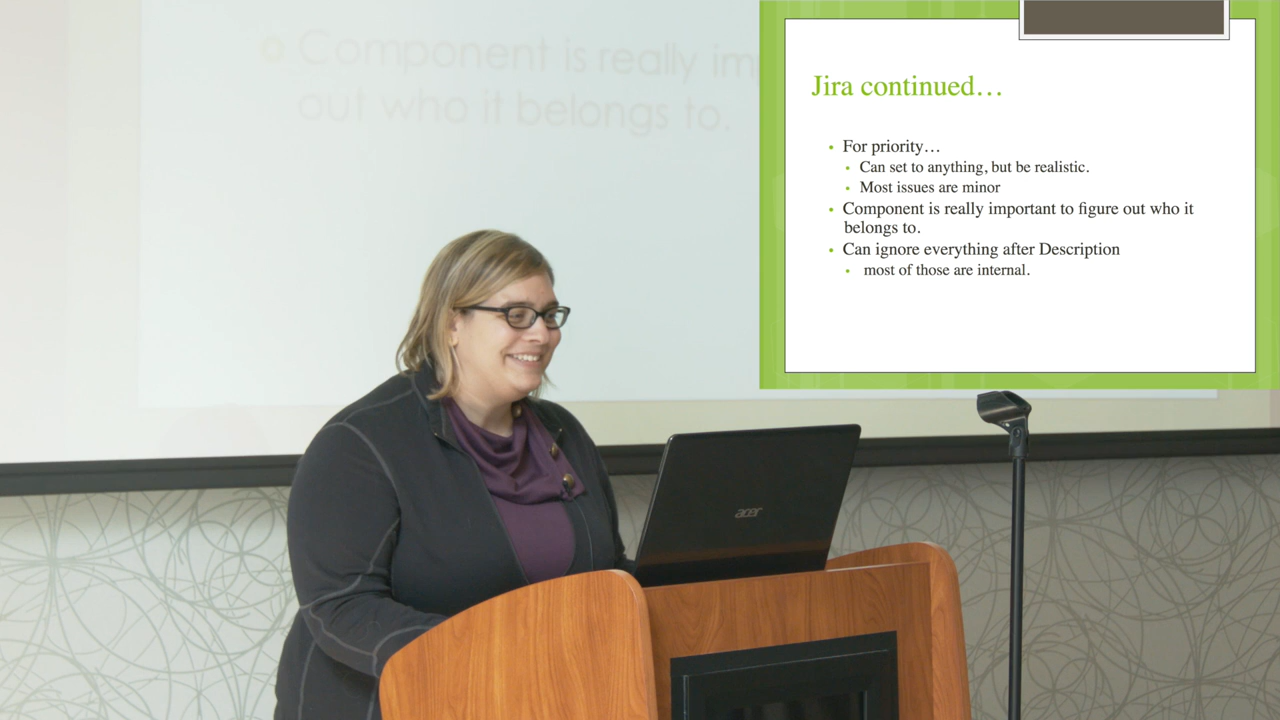 Component is really im
out who it belongs to.
Jira continued…
• For priority…
• Can set to anything, but be realistic.
• Most issues are minor
• Component is really important to figure out who it
belongs to.
• Can ignore everything after Description
• most of those are internal.
acer